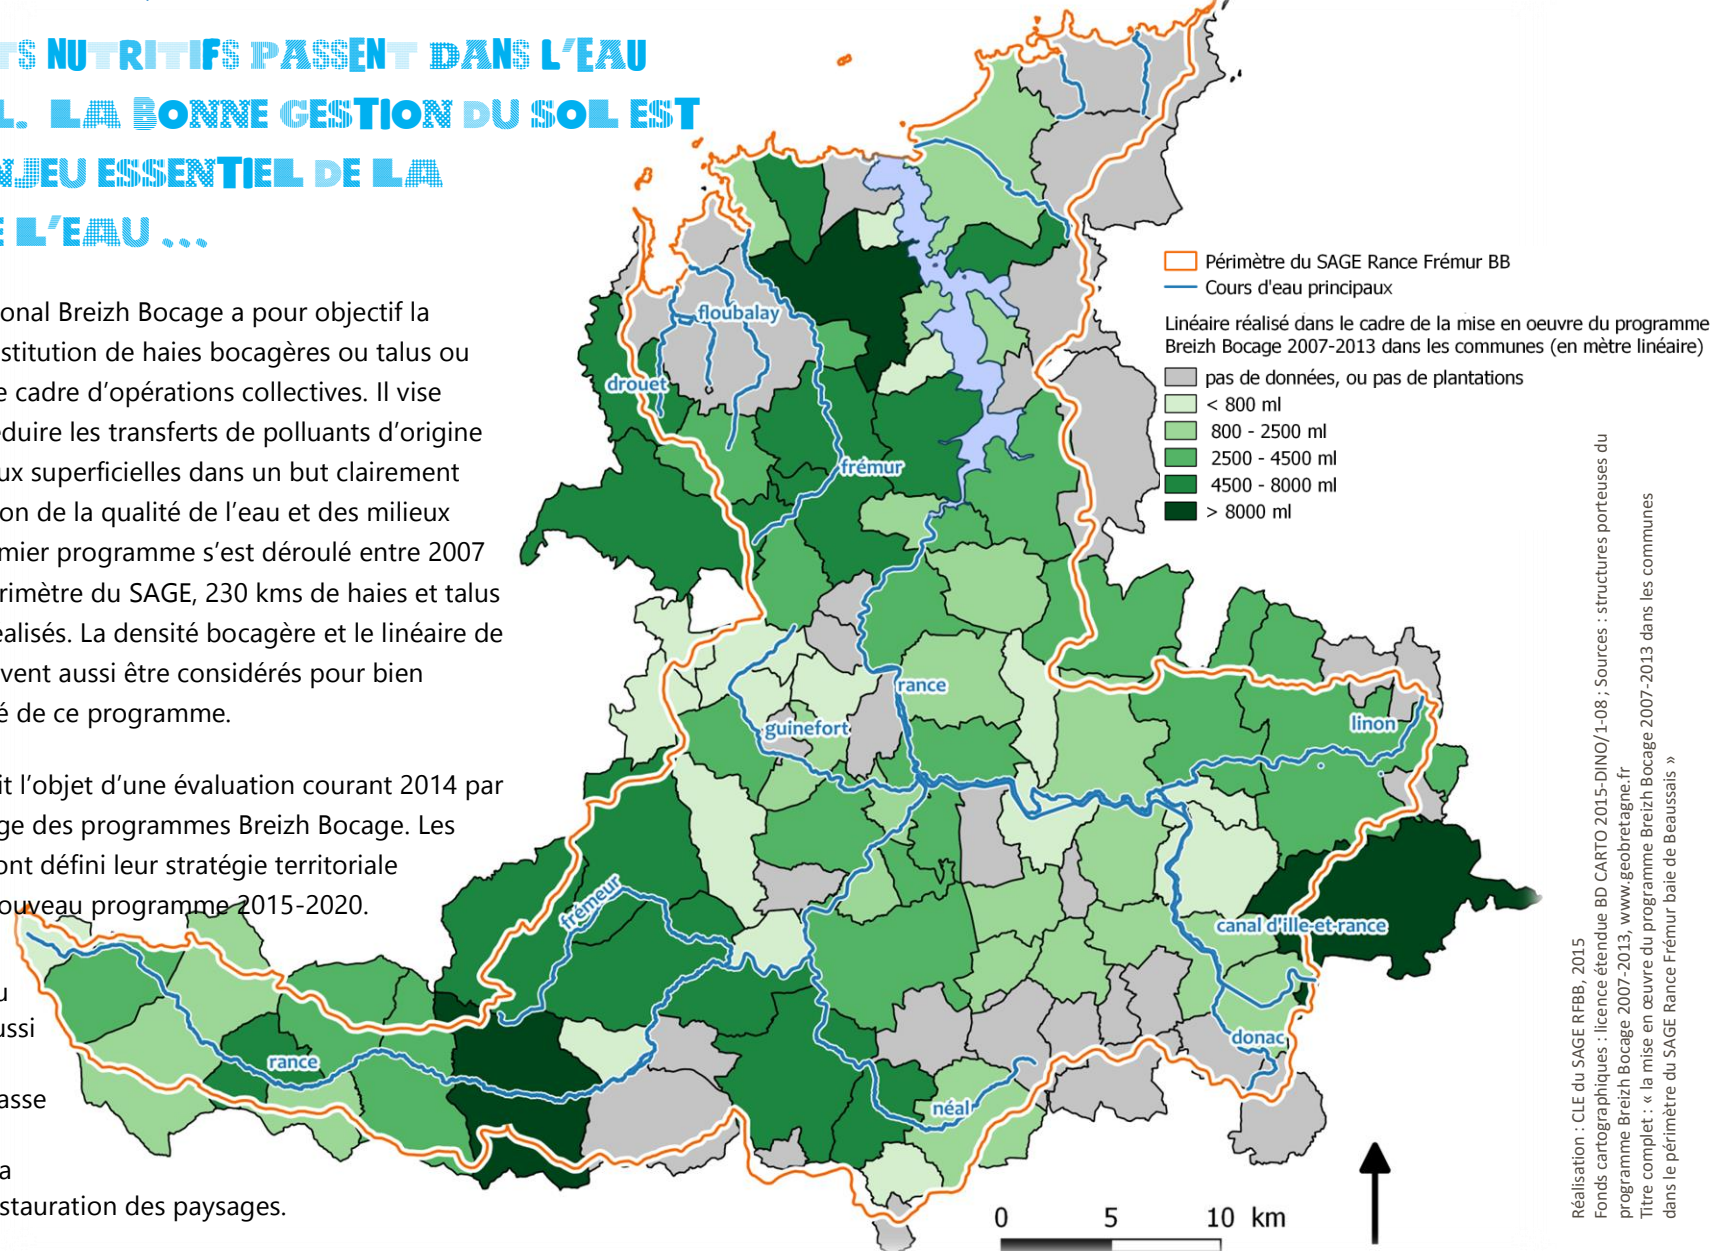 TS NUTRITIFS PASSENT DANS L'EAU
L. LA BONNE GESTION DU SOL EST
NJEU ESSENTIEL DE LA
E L'EAU ...
onal Breizh Bocage a pour objectif la
stitution de haies bocagères ou talus ou
e cadre d'opérations collectives. Il vise
éduire les transferts de polluants d'origine
ux superficielles dans un but clairement
on de la qualité de l'eau et des milieux
mier programme s'est déroulé entre 2007
rimètre du SAGE, 230 kms de haies et talus
éalisés. La densité bocagère et le linéaire de
vent aussi être considérés pour bien
é de ce programme.
it l'objet d'une évaluation courant 2014 par
ge des programmes Breizh Bocage. Les
ont défini leur stratégie territoriale
ouveau programme 2015-2020.
u
ussi
asse
a
stauration des paysages.
Périmètre du SAGE Rance Frémur BB
Cours d'eau principaux
Linéaire réalisé dans le cadre de la mise en oeuvre du programme
Breizh Bocage 2007-2013 dans les communes (en mètre linéaire)
pas de données, ou pas de plantations
< 800 ml
800 - 2500 ml
2500 - 4500 ml
4500 - 8000 ml
> 8000 ml
floubalay
drouet
frémur
rance
guinefort
linon
frémeur
canal d'ille-et-rance
donac
rance
néal
0 5 10 km
Réalisation : CLE du SAGE RFBB, 2015
Fonds cartographiques : licence étendue BD CARTO 2015-DINO/1-08 ; Sources : structures porteuses du
programme Breizh Bocage 2007-2013, www.geobretagne.fr
Titre complet : « la mise en œuvre du programme Breizh Bocage 2007-2013 dans les communes
dans le périmètre du SAGE Rance Frémur baie de Beaussais »